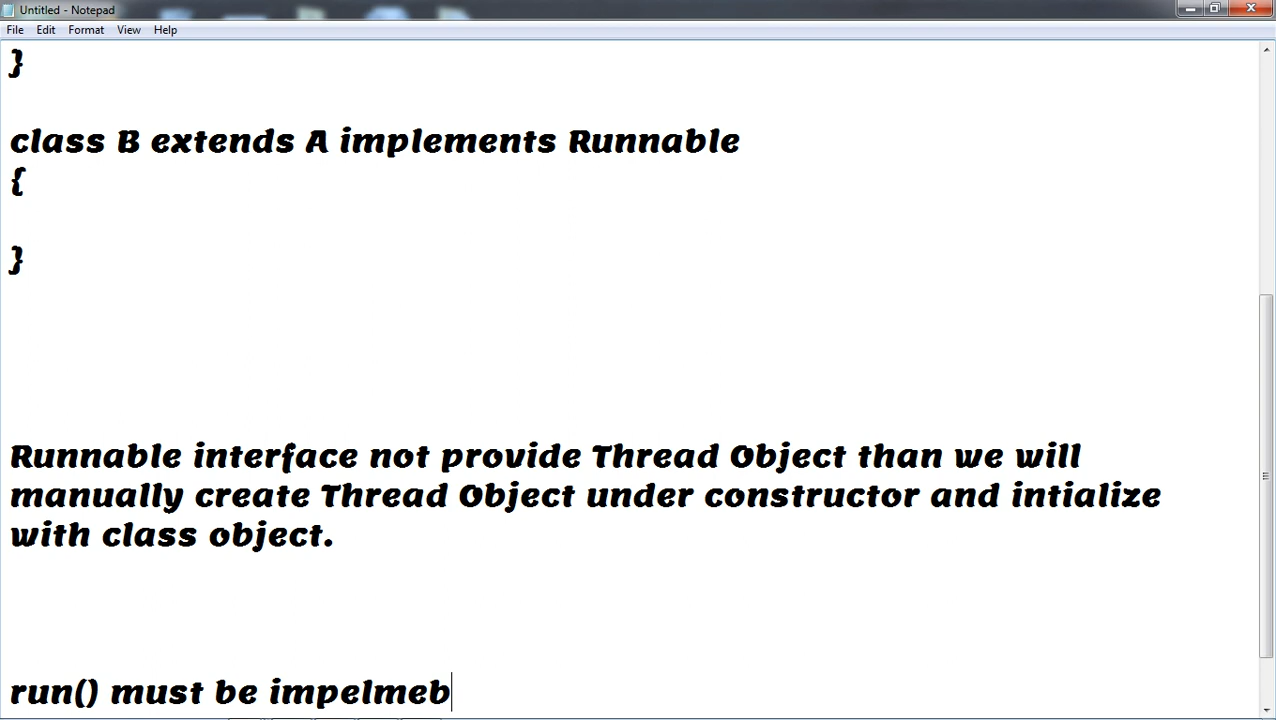 Untitled - Notepad
File Edit Format View Help
}
class B extends A implements Runnable
{
}
Runnable interface not provide Thread Object than we will
manually create Thread Object under constructor and intialize
with class object.
run() must be impelmeb